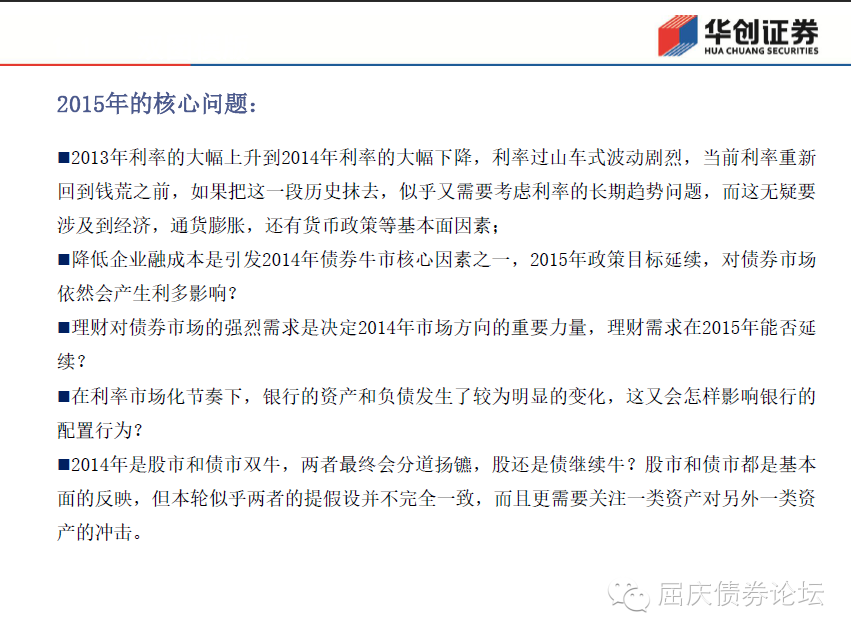 华创证券
HUA CHUANG SECURITIES
2015年的核心问题：
■2013年利率的大幅上升到2014年利率的大幅下降，利率过山车式波动剧烈，当前利率重新
回到钱荒之前，如果把这一段历史抹去，似乎又需要考虑利率的长期趋势问题，而这无疑要
涉及到经济，通货膨胀，还有货币政策等基本面因素；
■降低企业融成本是引发2014年债券牛市核心因素之一，2015年政策目标延续，对债券市场
依然会产生利多影响？
■理财对债券市场的强烈需求是决定2014年市场方向的重要力量，理财需求在2015年能否延
续？
■在利率市场化节奏下，银行的资产和负债发生了较为明显的变化，这又会怎样影响银行的
配置行为？
■2014年是股市和债市双牛，两者最终会分道扬镳，股还是债继续牛？股市和债市都是基本
面的反映，但本轮似乎两者的提假设并不完全一致，而且更需要关注一类资产对另外一类资
产的冲击。
屈庆债券论坛